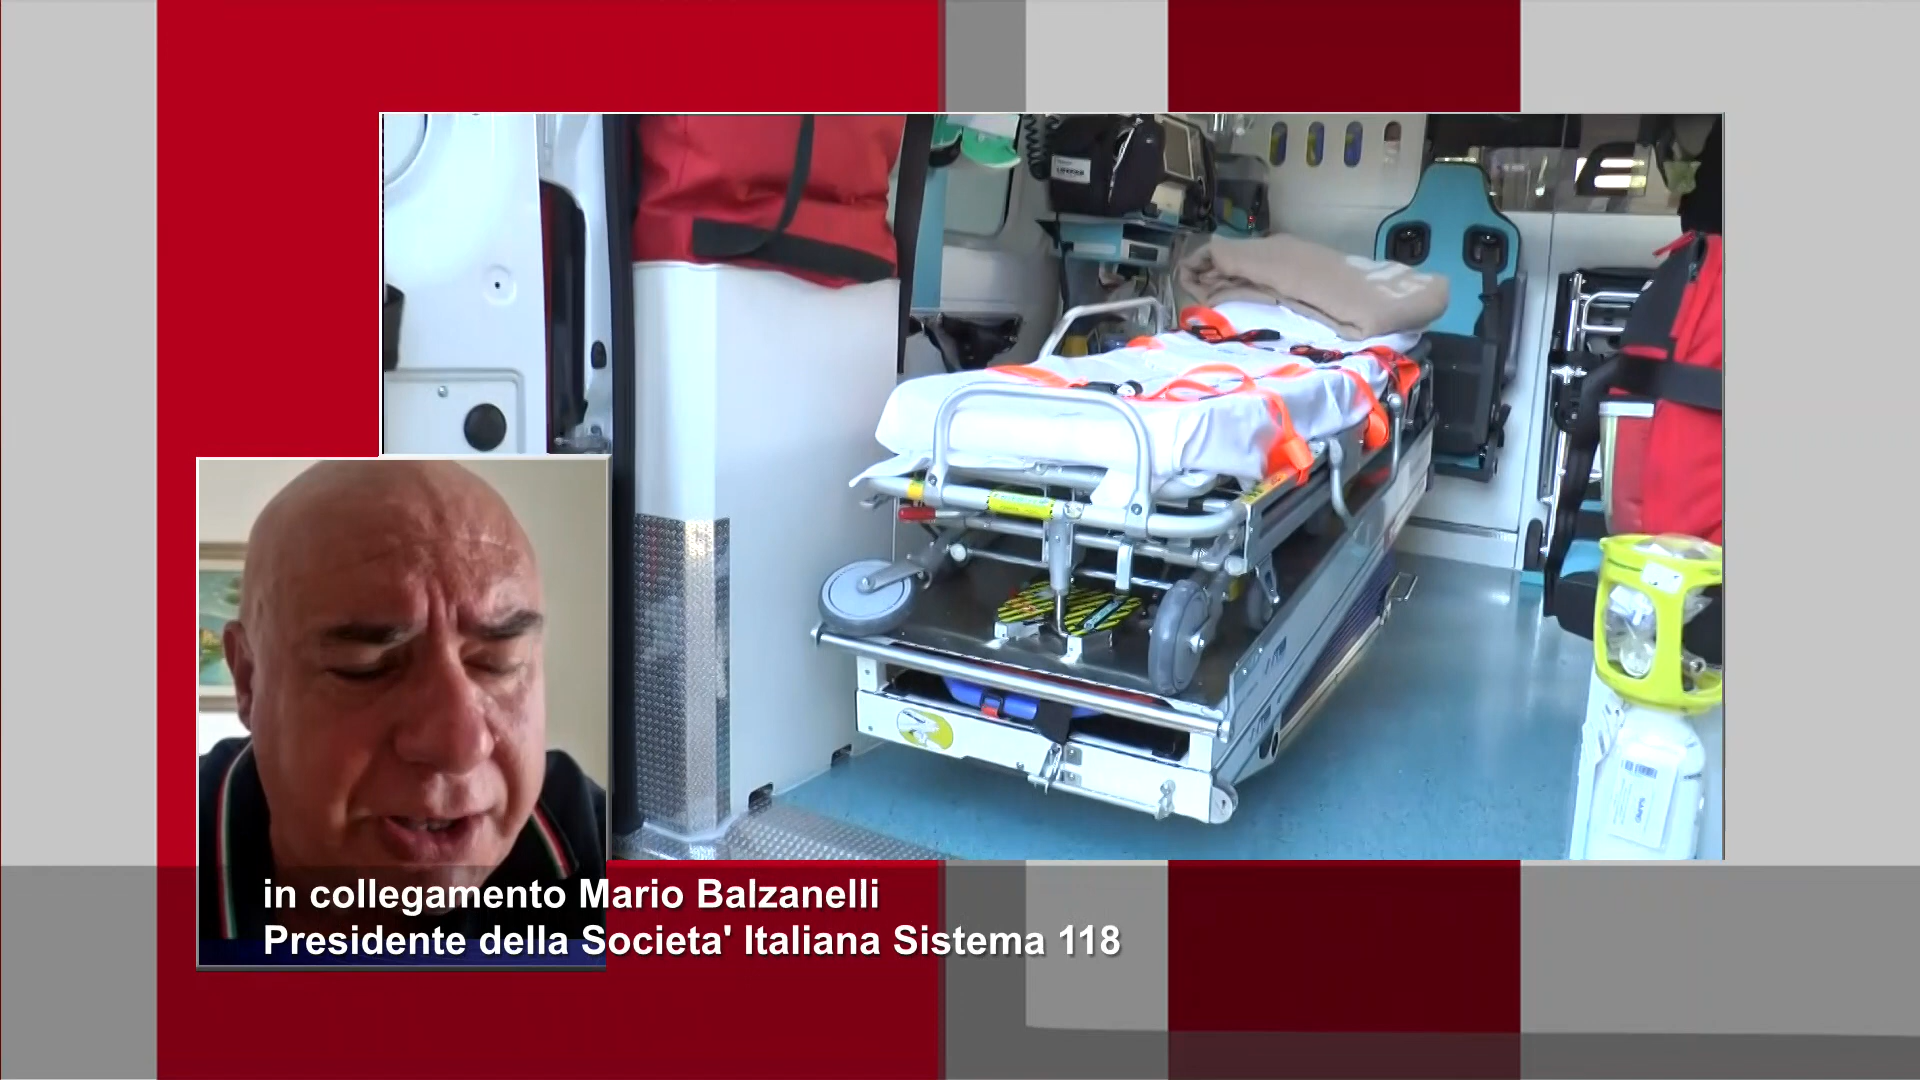 in collegamento Mario Balzanelli
Presidente della Societa' Italiana Sistema 118